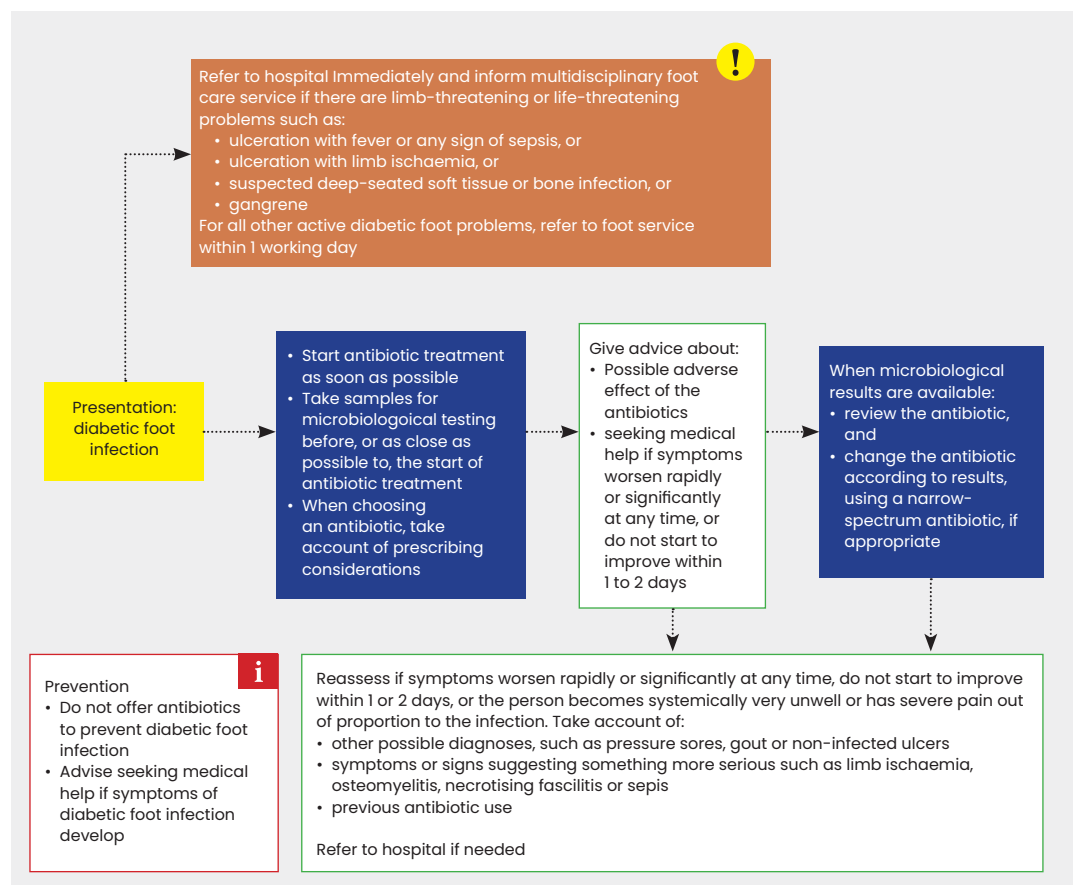 !
Refer to hospital Immediately and inform multidisciplinary foot
care service if there are limb-threatening or life-threatening
problems such as:
• ulceration with fever or any sign of sepsis, or
• ulceration with limb ischaemia, or
• suspected deep-seated soft tissue or bone infection, or
• gangrene
For all other active diabetic foot problems, refer to foot service
within 1 working day
Presentation:
diabetic foot
infection
• Start antibiotic treatment
as soon as possible
• Take samples for
microbiologoical testing
before, or as close as
possible to, the start of
antibiotic treatment
• When choosing
an antibiotic, take
account of prescribing
considerations
Give advice about:
• Possible adverse
effect of the
antibiotics
• seeking medical
help if symptoms
worsen rapidly
or significantly
at any time, or
do not start to
improve within
1 to 2 days
When microbiological
results are available:
• review the antibiotic,
and
• change the antibiotic
according to results,
using a narrow-
spectrum antibiotic, if
appropriate
i
Prevention
• Do not offer antibiotics
to prevent diabetic foot
infection
• Advise seeking medical
help if symptoms of
diabetic foot infection
develop
Reassess if symptoms worsen rapidly or significantly at any time, do not start to improve
within 1 or 2 days, or the person becomes systemically very unwell or has severe pain out
of proportion to the infection. Take account of:
• other possible diagnoses, such as pressure sores, gout or non-infected ulcers
• symptoms or signs suggesting something more serious such as limb ischaemia,
osteomyelitis, necrotising fascilitis or sepis
• previous antibiotic use
Refer to hospital if needed